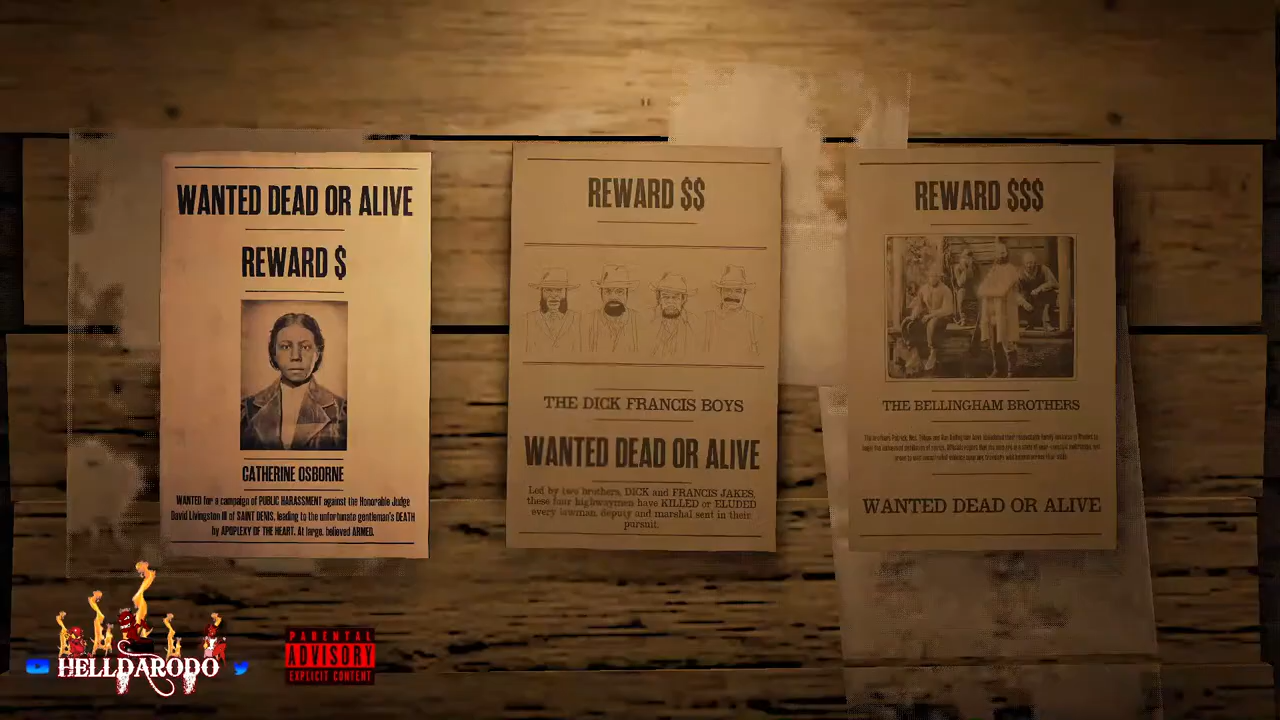 WANTED DEAD OR ALIVE
REWARD $
CATHERINE OSBORNE
WANTED for a campaign of PUBLIC HARASSMENT against the Honorable Judge
David Livingston III of SAINT DENIS, leading to the unfortunate gentleman's DEATH
by APOPLEXY OF THE HEART. At large, believed ARMED.
REWARD $$
THE DICK FRANCIS BOYS
WANTED DEAD OR ALIVE
Led by two brothers, DICK and FRANCIS JAKES,
these four highwaymen have KILLED or ELUDED
every lawman, deputy and marshal sent in their
pursuit.
REWARD $$$
THE BELLINGHAM BROTHERS
WANTED DEAD OR ALIVE
HELLDARODO
PARENTAL
ADVISORY
EXPLICIT CONTENT